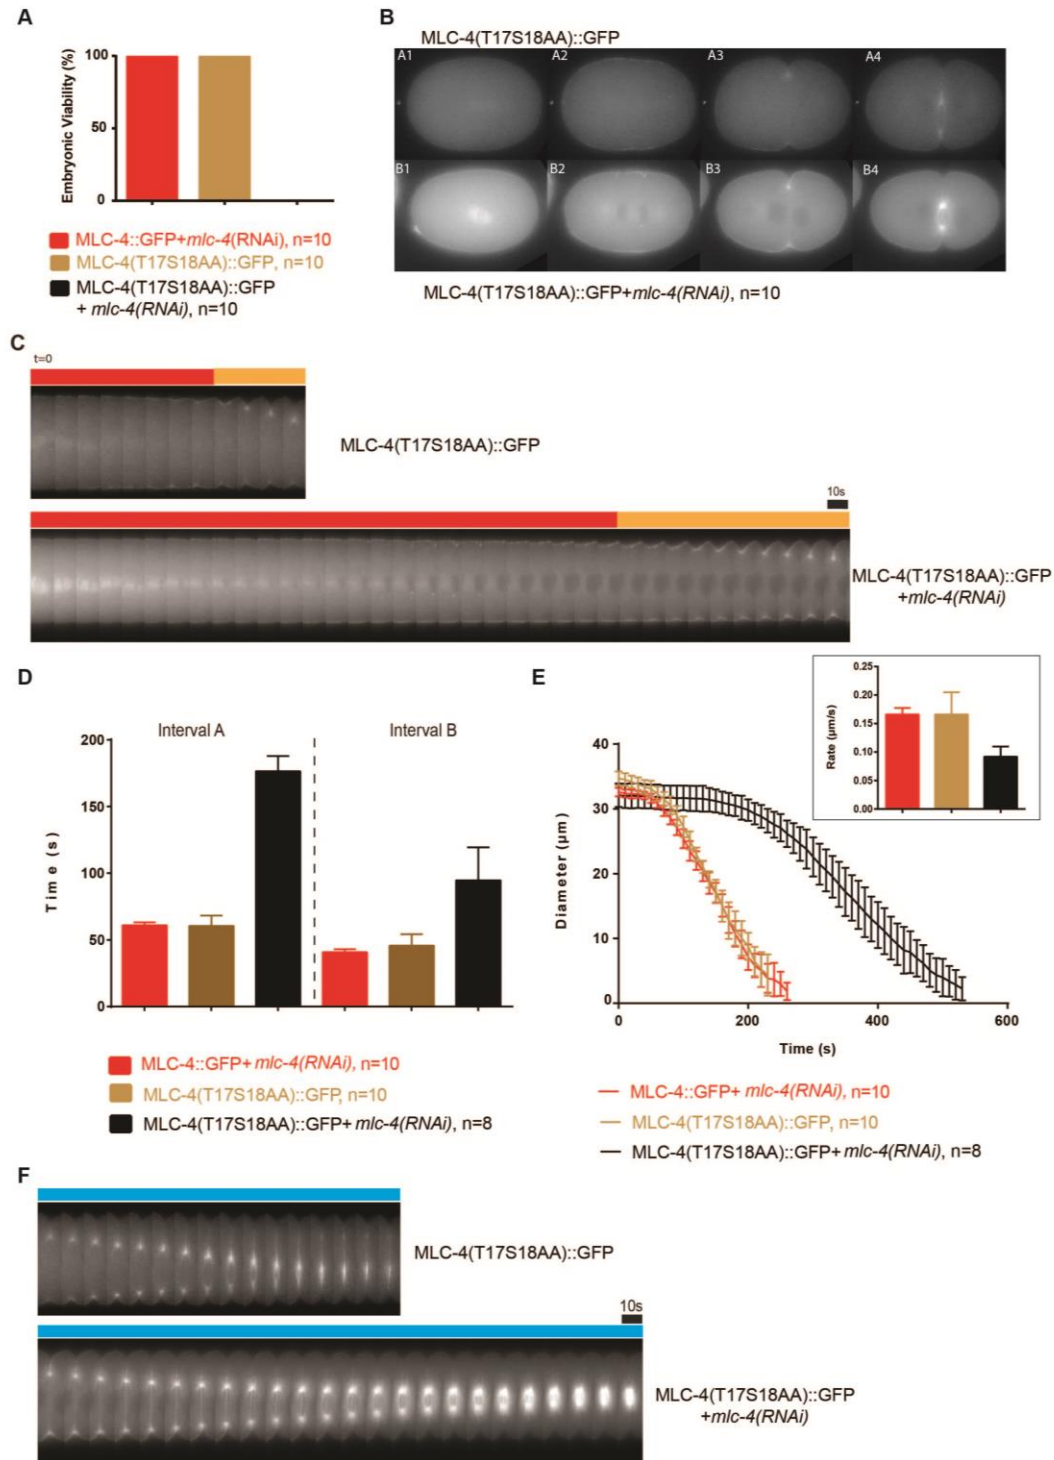 A
Embryonic Viability (%)
100
50
0
MLC-4::GFP+mlc-4(RNAi), n=10
MLC-4(T17S18AA)::GFP, n=10
MLC-4(T17S18AA)::GFP
+ mlc-4(RNAi), n=10
B
MLC-4(T17S18AA)::GFP
A1 A2 A3 A4
B1 B2 B3 B4
MLC-4(T17S18AA)::GFP+mlc-4(RNAi), n=10
C
t=0
MLC-4(T17S18AA)::GFP
10s
MLC-4(T17S18AA)::GFP
+mlc-4(RNAi)
D
Interval A Interval B
Time (s)
200
150
100
50
0
MLC-4::GFP+ mlc-4(RNAi), n=10
MLC-4(T17S18AA)::GFP, n=10
MLC-4(T17S18AA)::GFP+ mlc-4(RNAi), n=8
E
Rate (µm/s)
0.25
0.20
0.15
0.10
0.05
0.00
Diameter (µm)
40
30
20
10
0
0 200 400 600
Time (s)
MLC-4::GFP+ mlc-4(RNAi), n=10
MLC-4(T17S18AA)::GFP, n=10
MLC-4(T17S18AA)::GFP+mlc-4(RNAi), n=8
F
MLC-4(T17S18AA)::GFP
10s
MLC-4(T17S18AA)::GFP
+mlc-4(RNAi)